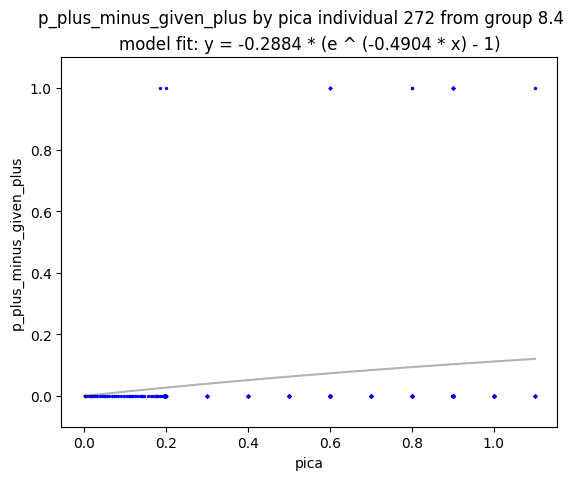 p_plus_minus_given_plus by pica individual 272 from group 8.4
model fit: y = -0.2884 * (e ^ (-0.4904 * x) - 1)
1.0
0.8
0.6
0.4
0.2
0.0
p_plus_minus_given_plus
0.0 0.2 0.4 0.6 0.8 1.0
pica